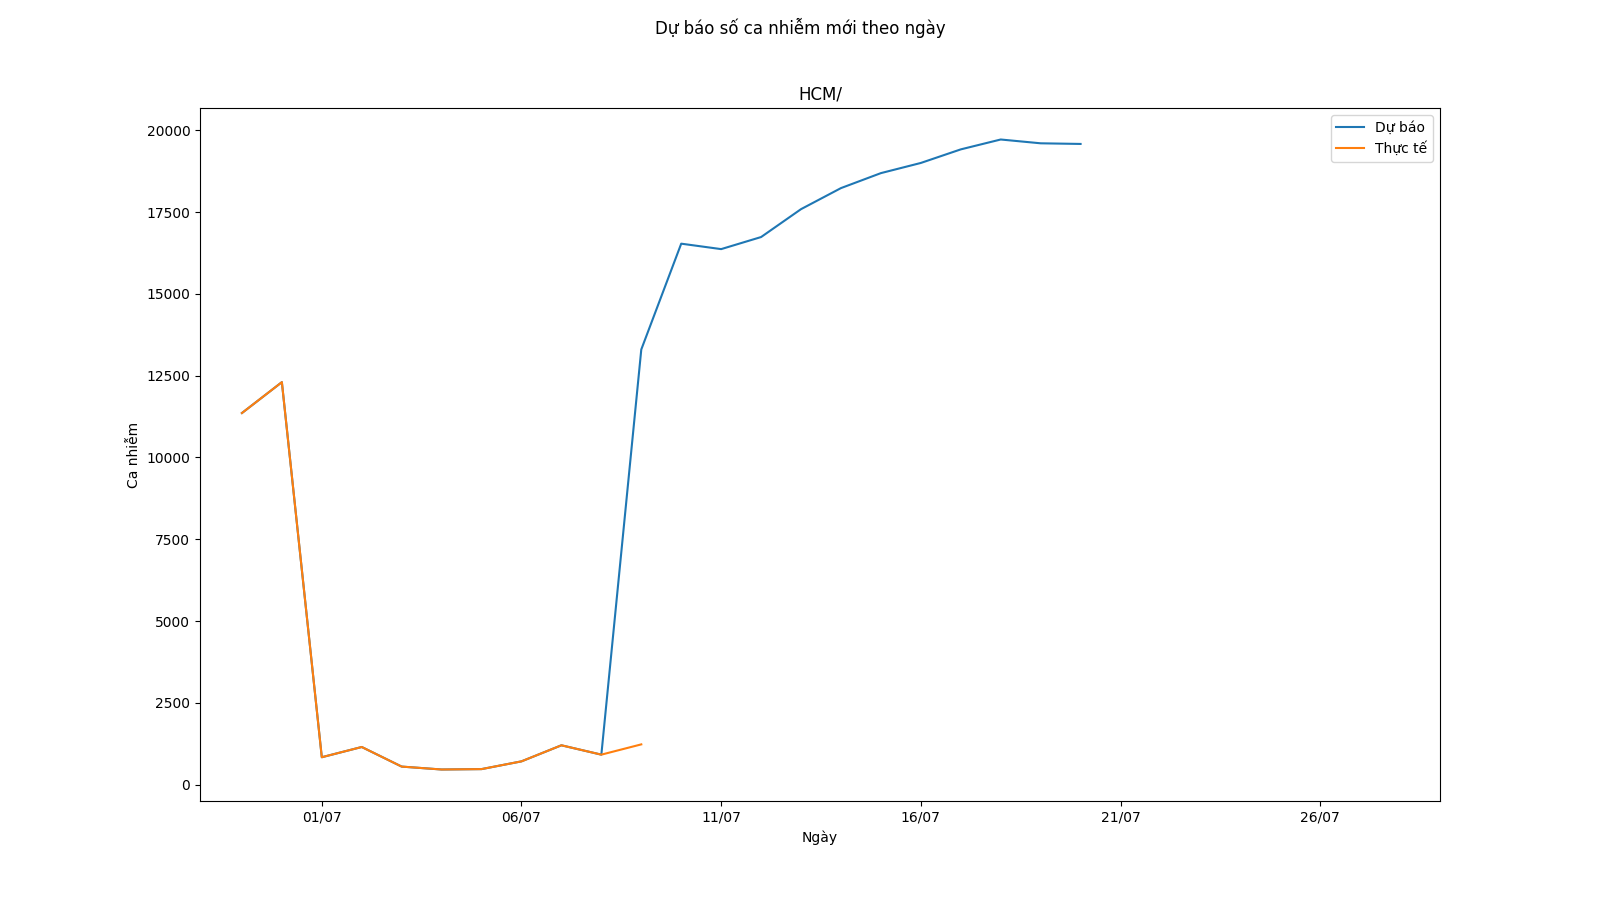 Dự báo số ca nhiễm mới theo ngày
HCM/
Dự báo
Thực tế
20000
17500
15000
12500
10000
7500
5000
2500
0
Ca nhiễm
01/07
06/07
11/07
16/07
21/07
26/07
Ngày